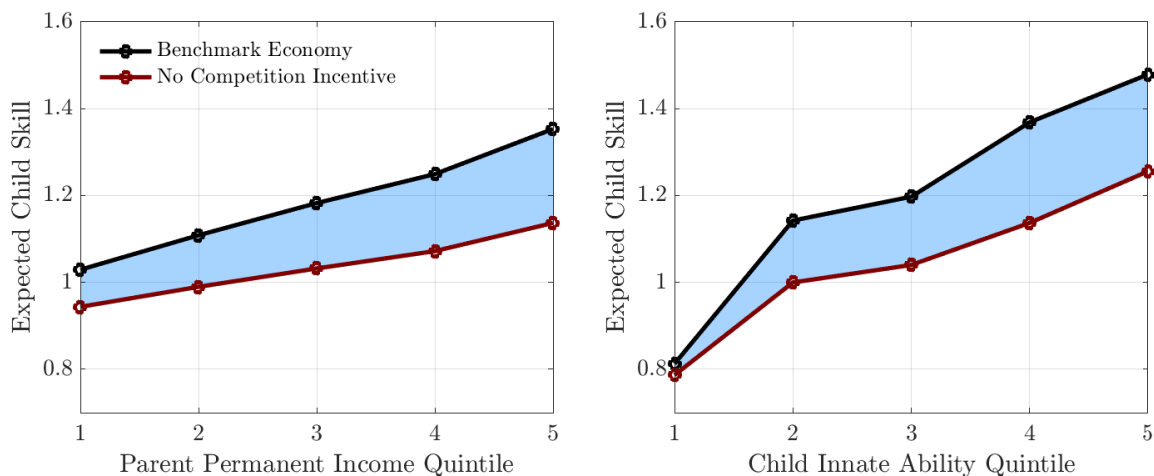 1.6
1.4
1.2
1
0.8
Expected Child Skill
Benchmark Economy
No Competition Incentive
1 2 3 4 5
Parent Permanent Income Quintile
1.6
1.4
1.2
1
0.8
Expected Child Skill
1 2 3 4 5
Child Innate Ability Quintile